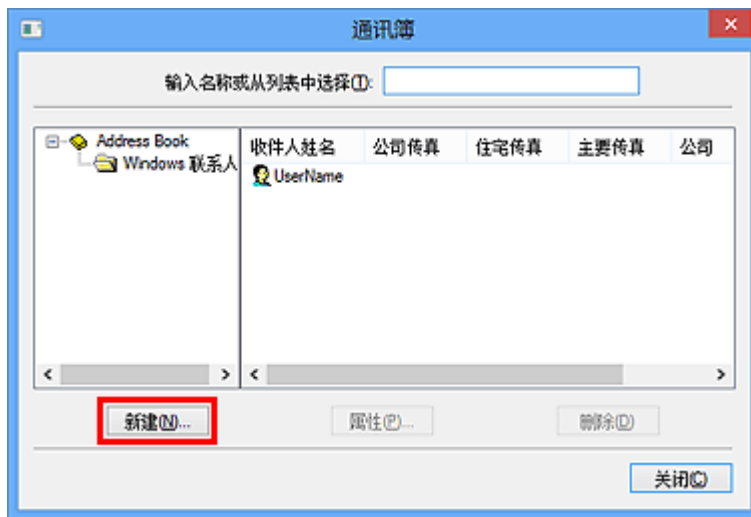 通讯簿
输入名称或从列表中选择(I):
Address Book
Windows 联系人
收件人姓名 公司传真 住宅传真 主要传真 公司
UserName
新建(N)... 属性(P)... 删除(D)
关闭(C)